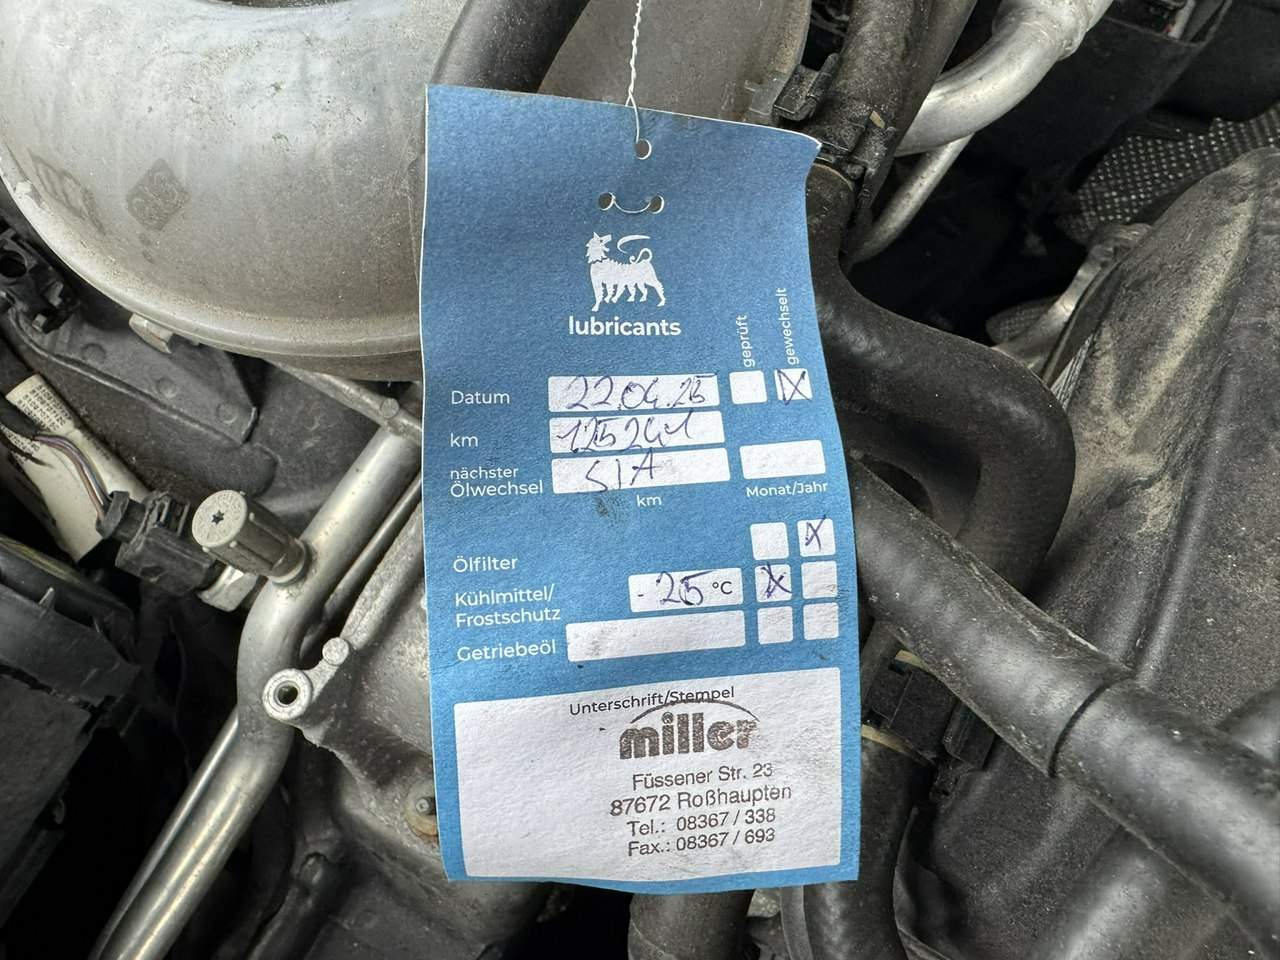 lubricants
geprüft
gewechselt
Datum 22.04.25
km 125241
nächster
Ölwechsel SIA
km
Monat/Jahr
Ölfilter X
Kühlmittel/
Frostschutz - 25 °C X
Getriebeöl
Unterschrift/Stempel
miller
Füssener Str. 23
87672 Roßhaupten
Tel.: 08367 / 338
Fax.: 08367 / 693